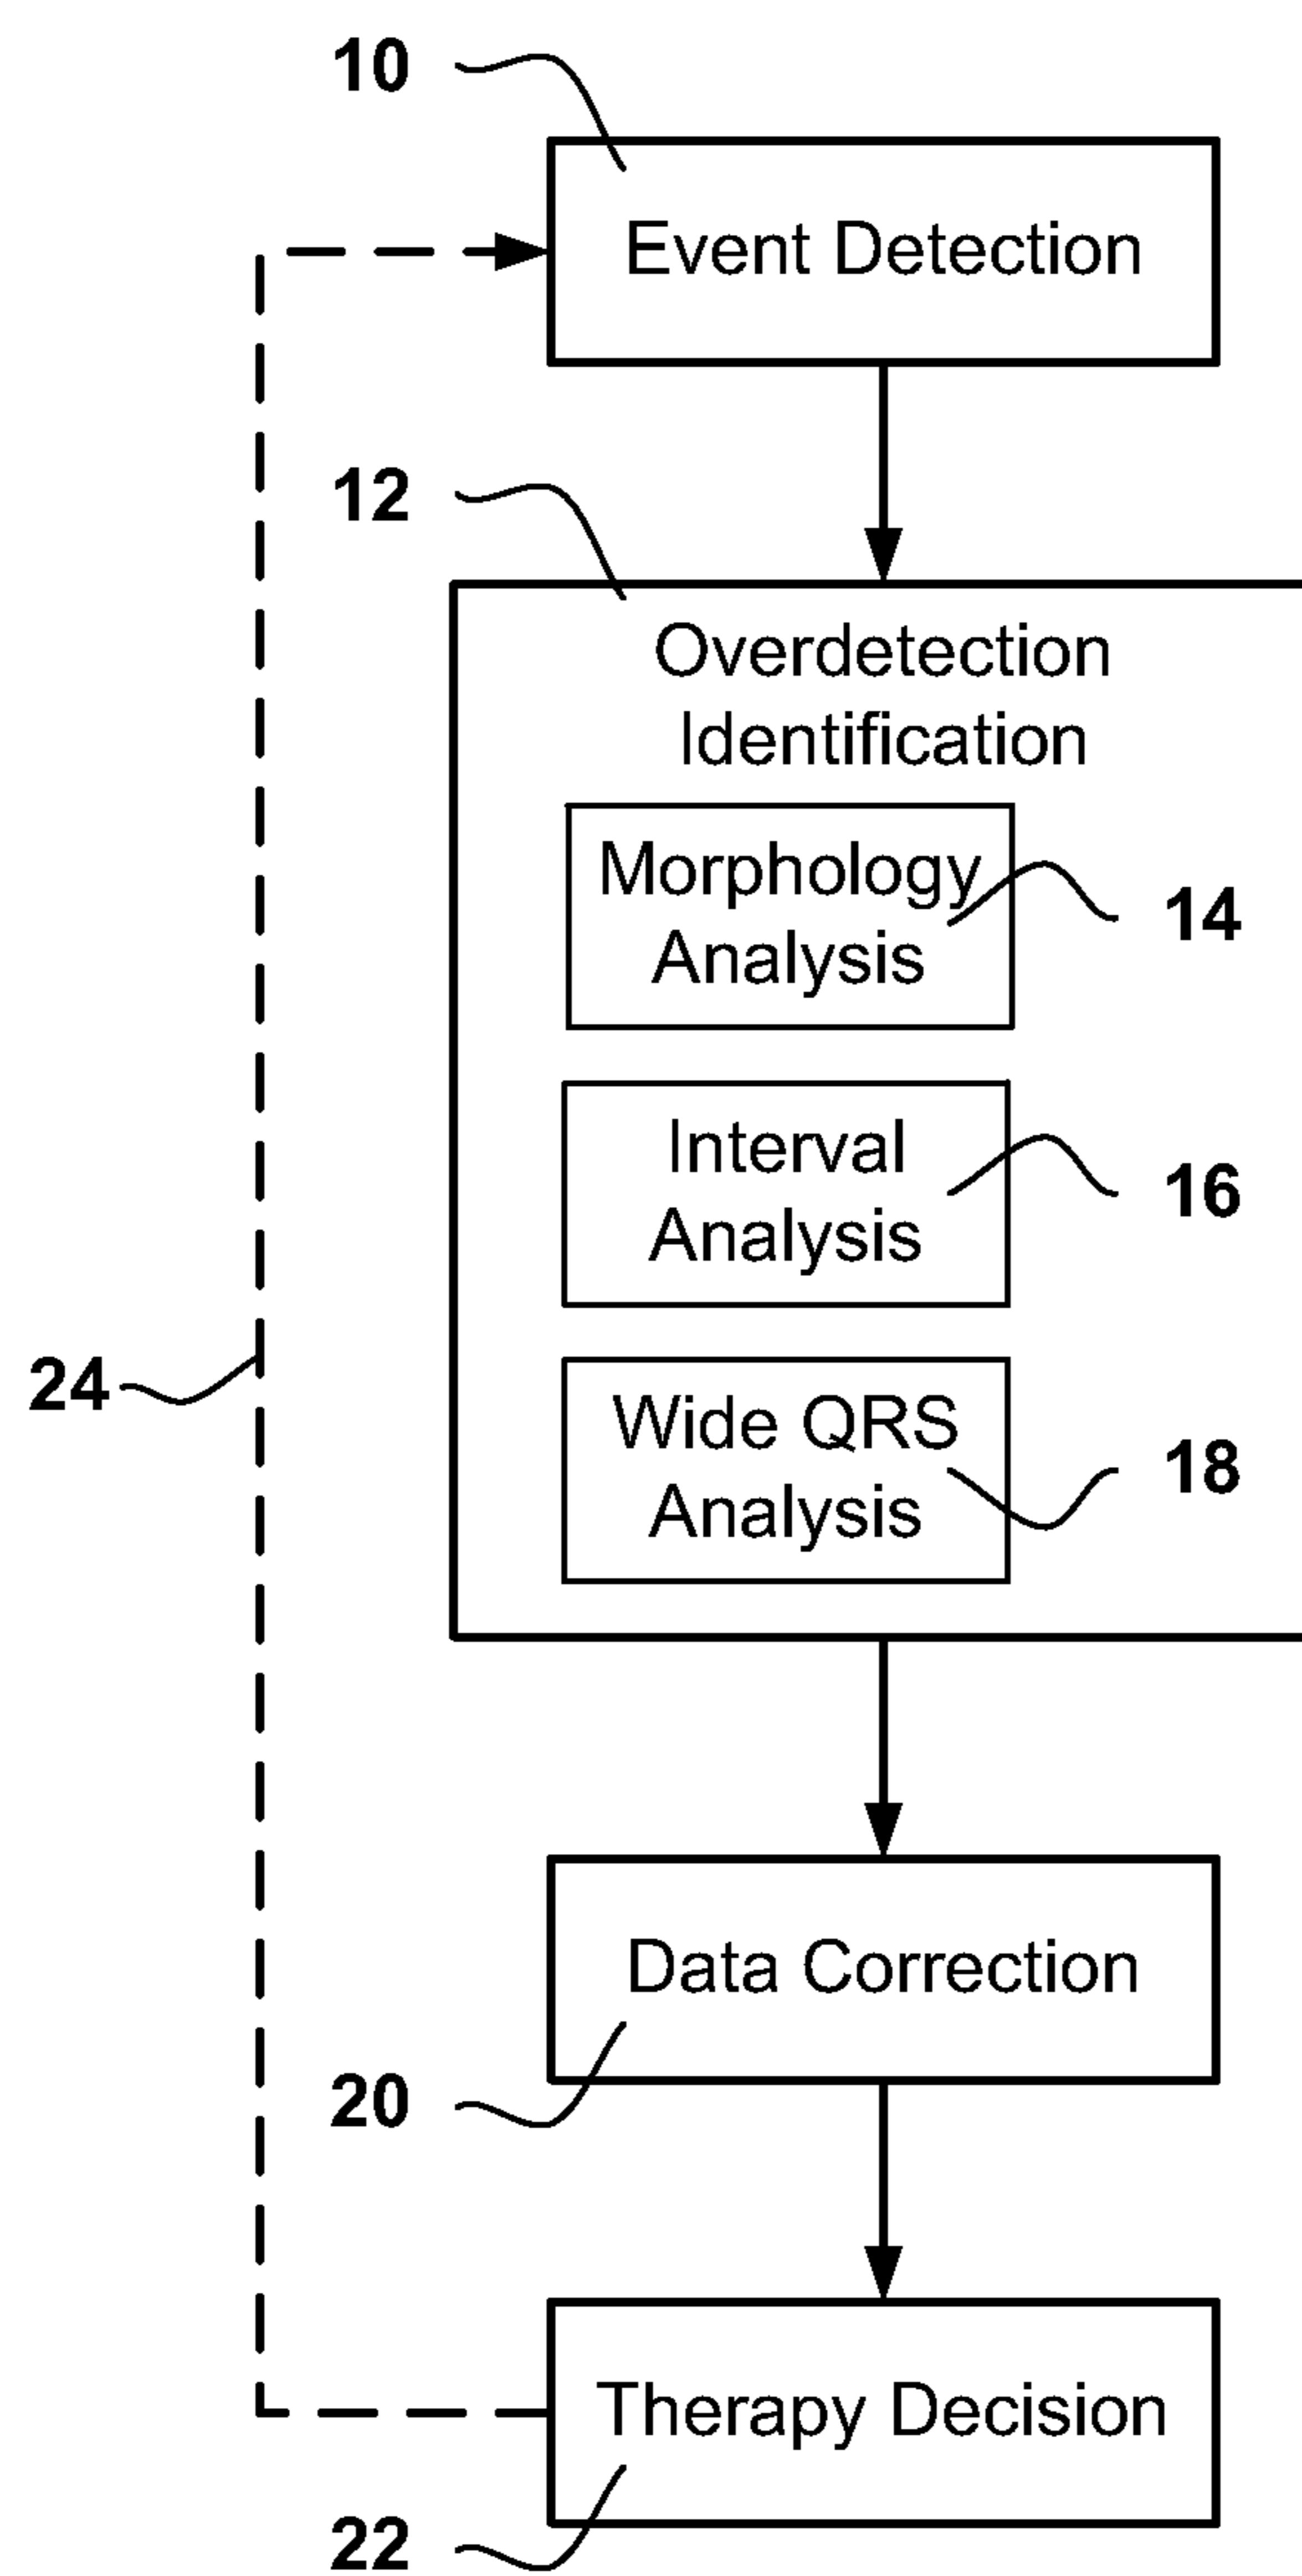 10
Event Detection
12
Overdetection
Identification
Morphology
Analysis
14
Interval
Analysis
16
24
Wide QRS
Analysis
18
Data Correction
20
Therapy Decision
22